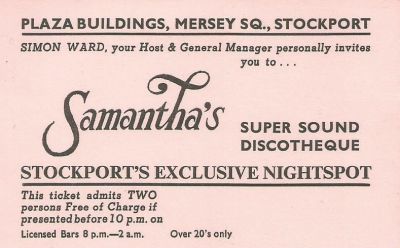 PLAZA BUILDINGS, MERSEY SQ., STOCKPORT
SIMON WARD, your Host & General Manager personally invites
you to . . .
Samantha's
SUPER SOUND
DISCOTHEQUE
STOCKPORT'S EXCLUSIVE NIGHTSPOT
This ticket admits TWO
persons Free of Charge if
presented before 10 p.m. on
Licensed Bars 8 p.m.—2 a.m. Over 20's only